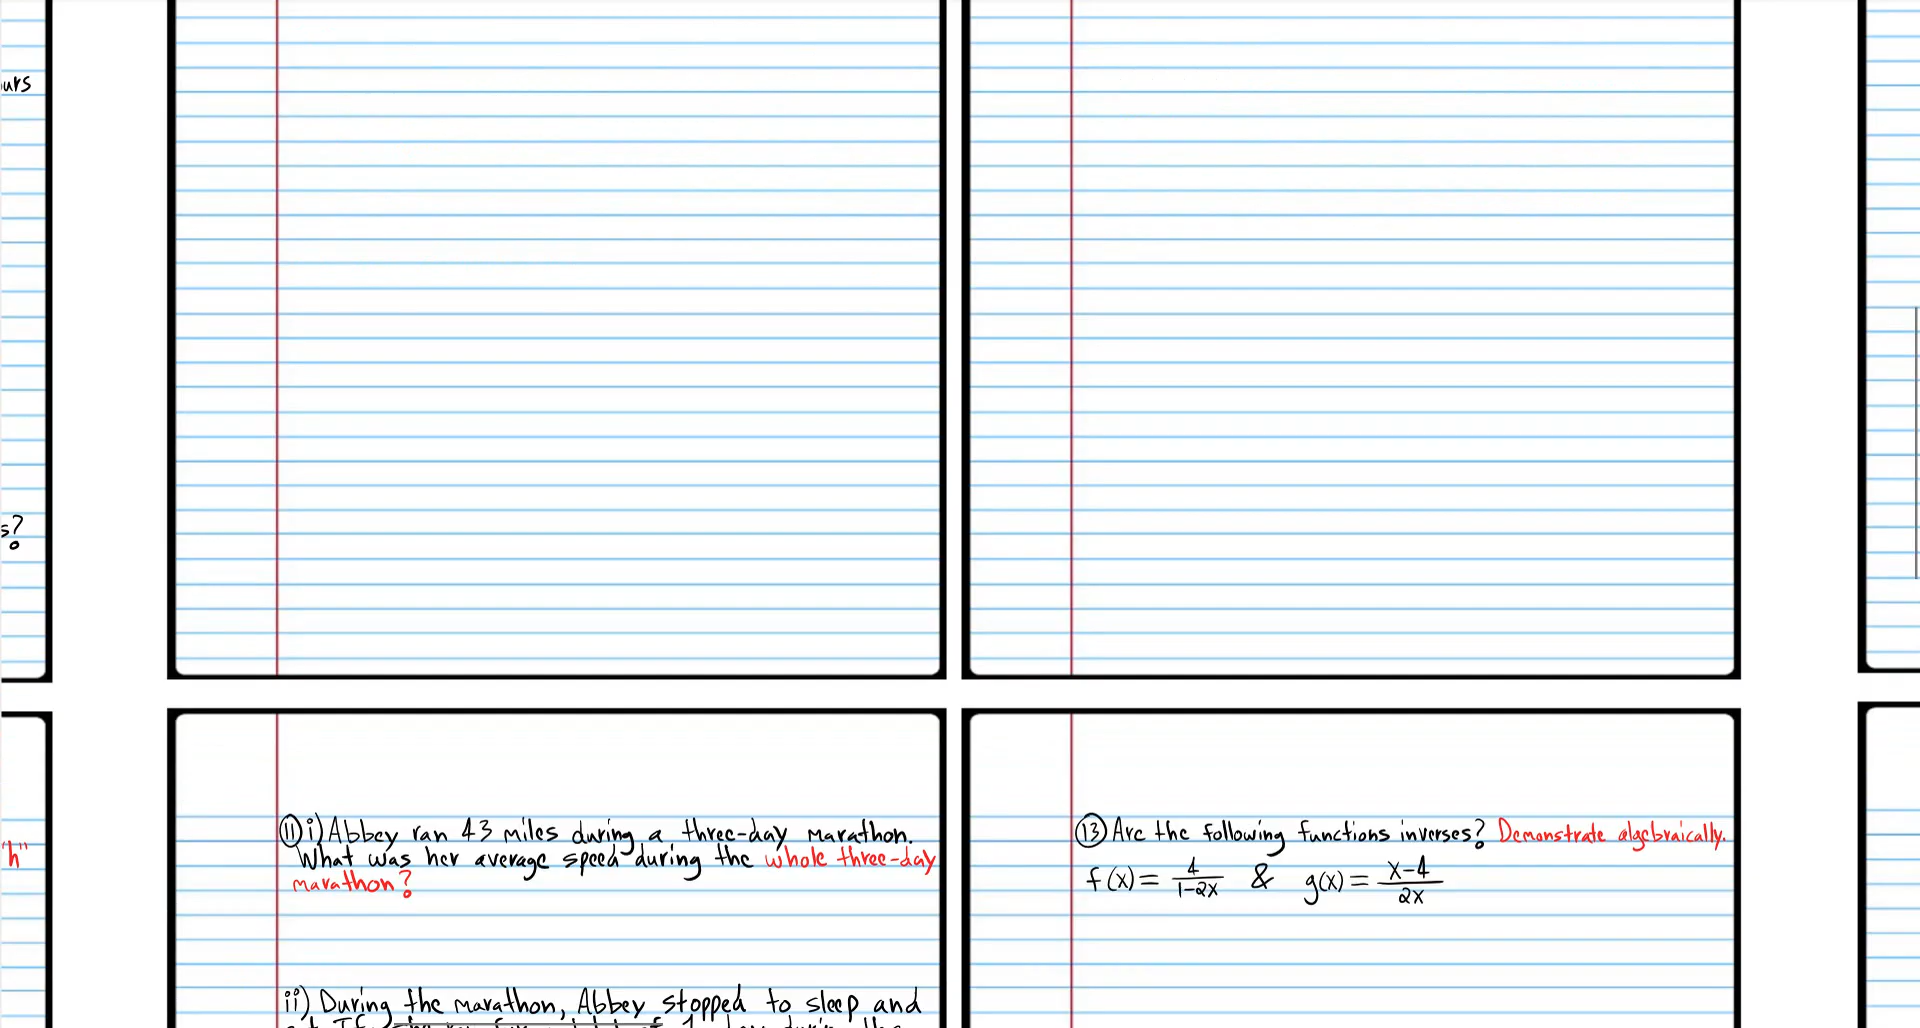 s?
"h"
⑪i) Abbey ran 43 miles during a three-day marathon.
What was her average speed during the whole three-day
marathon?
ii) During the marathon, Abbey stopped to sleep and
⑬ Are the following functions inverses? Demonstrate algebraically.
f(x) = 4/(1-2x) & g(x) = (x-4)/(2x)